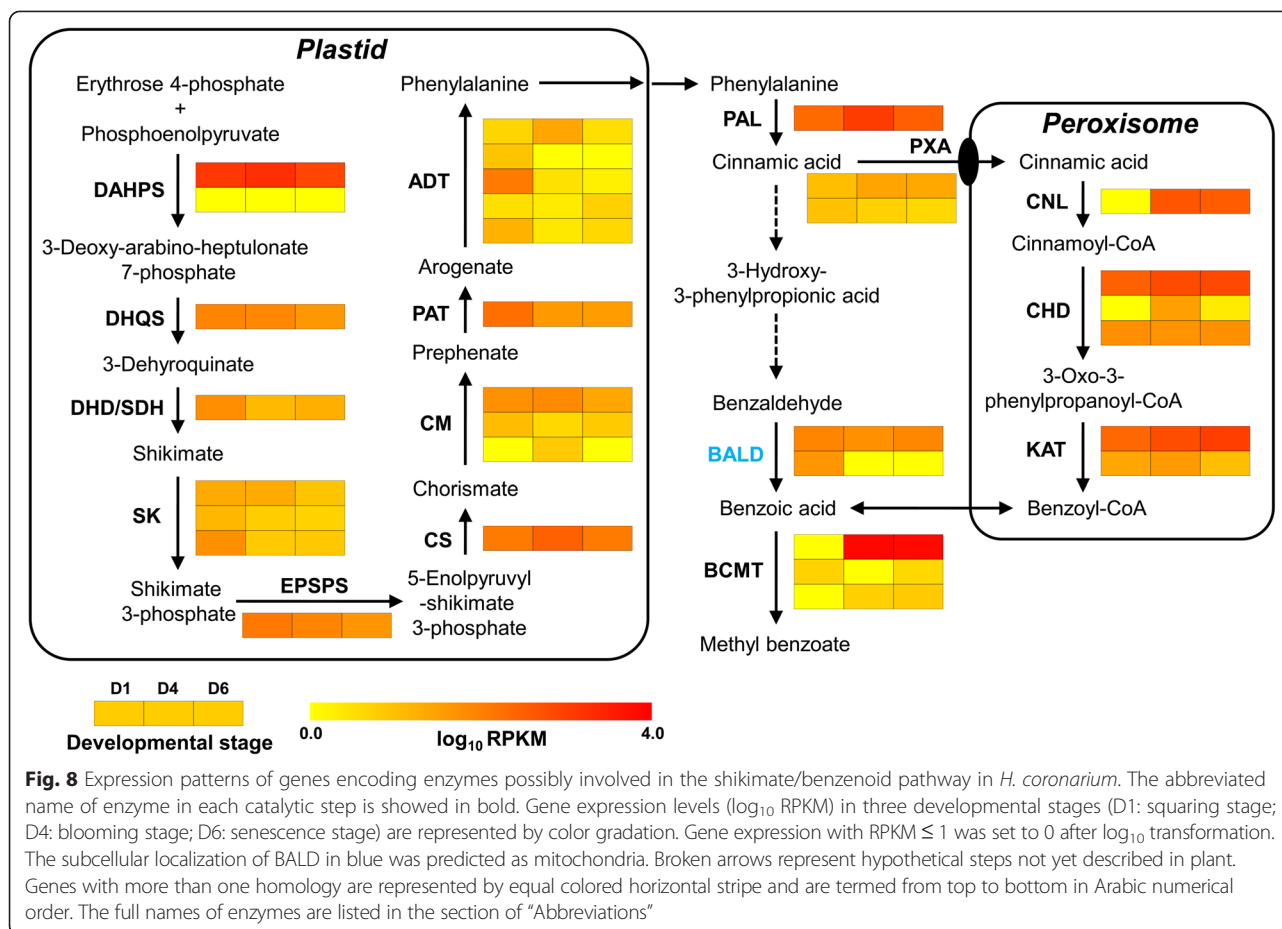 Plastid
Erythrose 4-phosphate
+
Phosphoenolpyruvate
DAHPS
3-Deoxy-arabino-heptulonate
7-phosphate
DHQS
3-Dehyroquinate
DHD/SDH
Shikimate
SK
Shikimate
3-phosphate
EPSPS
5-Enolpyruvyl
-shikimate
3-phosphate
CS
Chorismate
CM
Prephenate
PAT
Arogenate
ADT
Phenylalanine
Phenylalanine
PAL
Cinnamic acid
PXA
3-Hydroxy-
3-phenylpropionic acid
Benzaldehyde
BALD
Benzoic acid
BCMT
Methyl benzoate
Peroxisome
Cinnamic acid
CNL
Cinnamoyl-CoA
CHD
3-Oxo-3-
phenylpropanoyl-CoA
KAT
Benzoyl-CoA
D1 D4 D6
Developmental stage
0.0 4.0
log₁₀ RPKM
Fig. 8 Expression patterns of genes encoding enzymes possibly involved in the shikimate/benzenoid pathway in H. coronarium. The abbreviated
name of enzyme in each catalytic step is showed in bold. Gene expression levels (log₁₀ RPKM) in three developmental stages (D1: squaring stage;
D4: blooming stage; D6: senescence stage) are represented by color gradation. Gene expression with RPKM ≤ 1 was set to 0 after log₁₀ transformation.
The subcellular localization of BALD in blue was predicted as mitochondria. Broken arrows represent hypothetical steps not yet described in plant.
Genes with more than one homology are represented by equal colored horizontal stripe and are termed from top to bottom in Arabic numerical
order. The full names of enzymes are listed in the section of “Abbreviations”